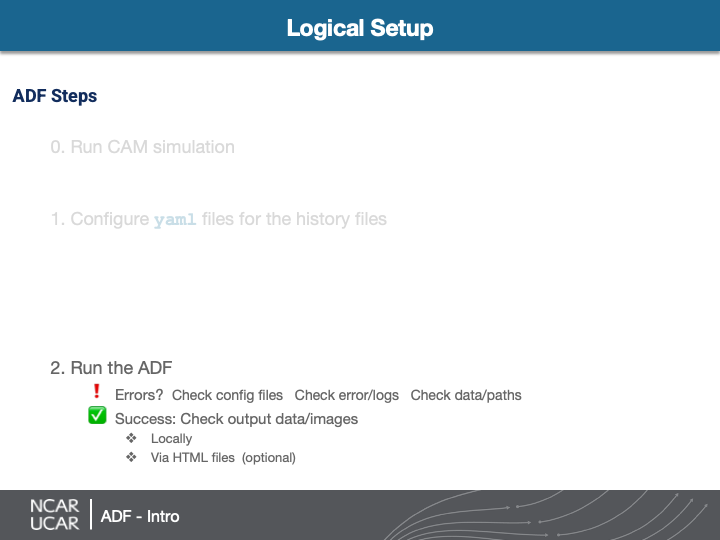 Logical Setup
ADF Steps
0. Run CAM simulation
1. Configure yaml files for the history files
2. Run the ADF
❗ Errors? Check config files Check error/logs Check data/paths
✅ Success: Check output data/images
❖ Locally
❖ Via HTML files (optional)
NCAR
UCAR
ADF - Intro